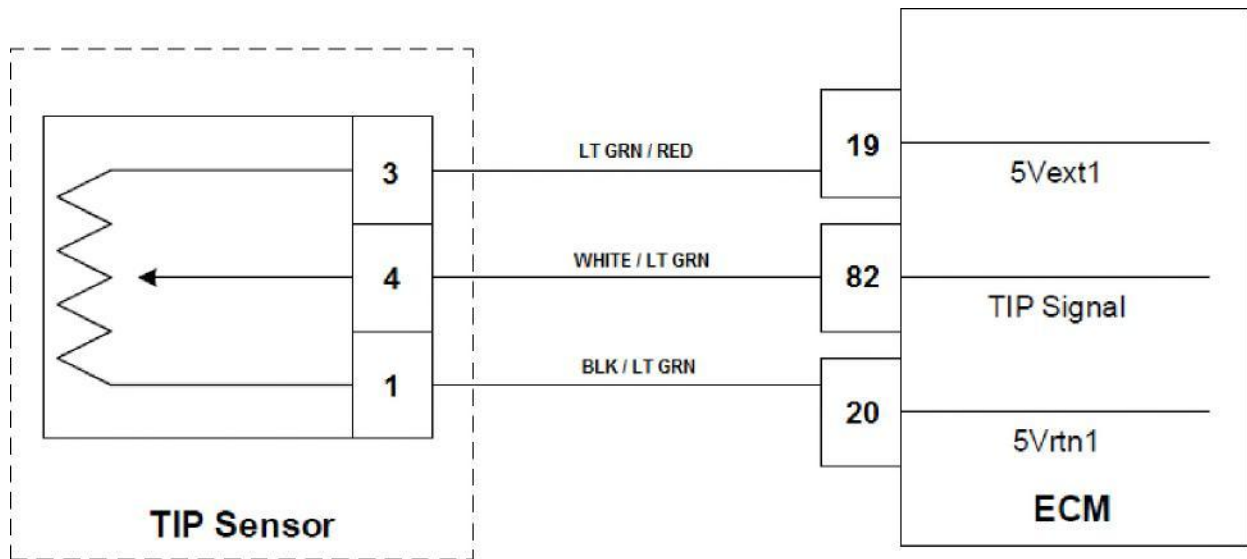 3
4
1
TIP Sensor
LT GRN / RED
WHITE / LT GRN
BLK / LT GRN
19
82
20
5Vext1
TIP Signal
5Vrtn1
ECM